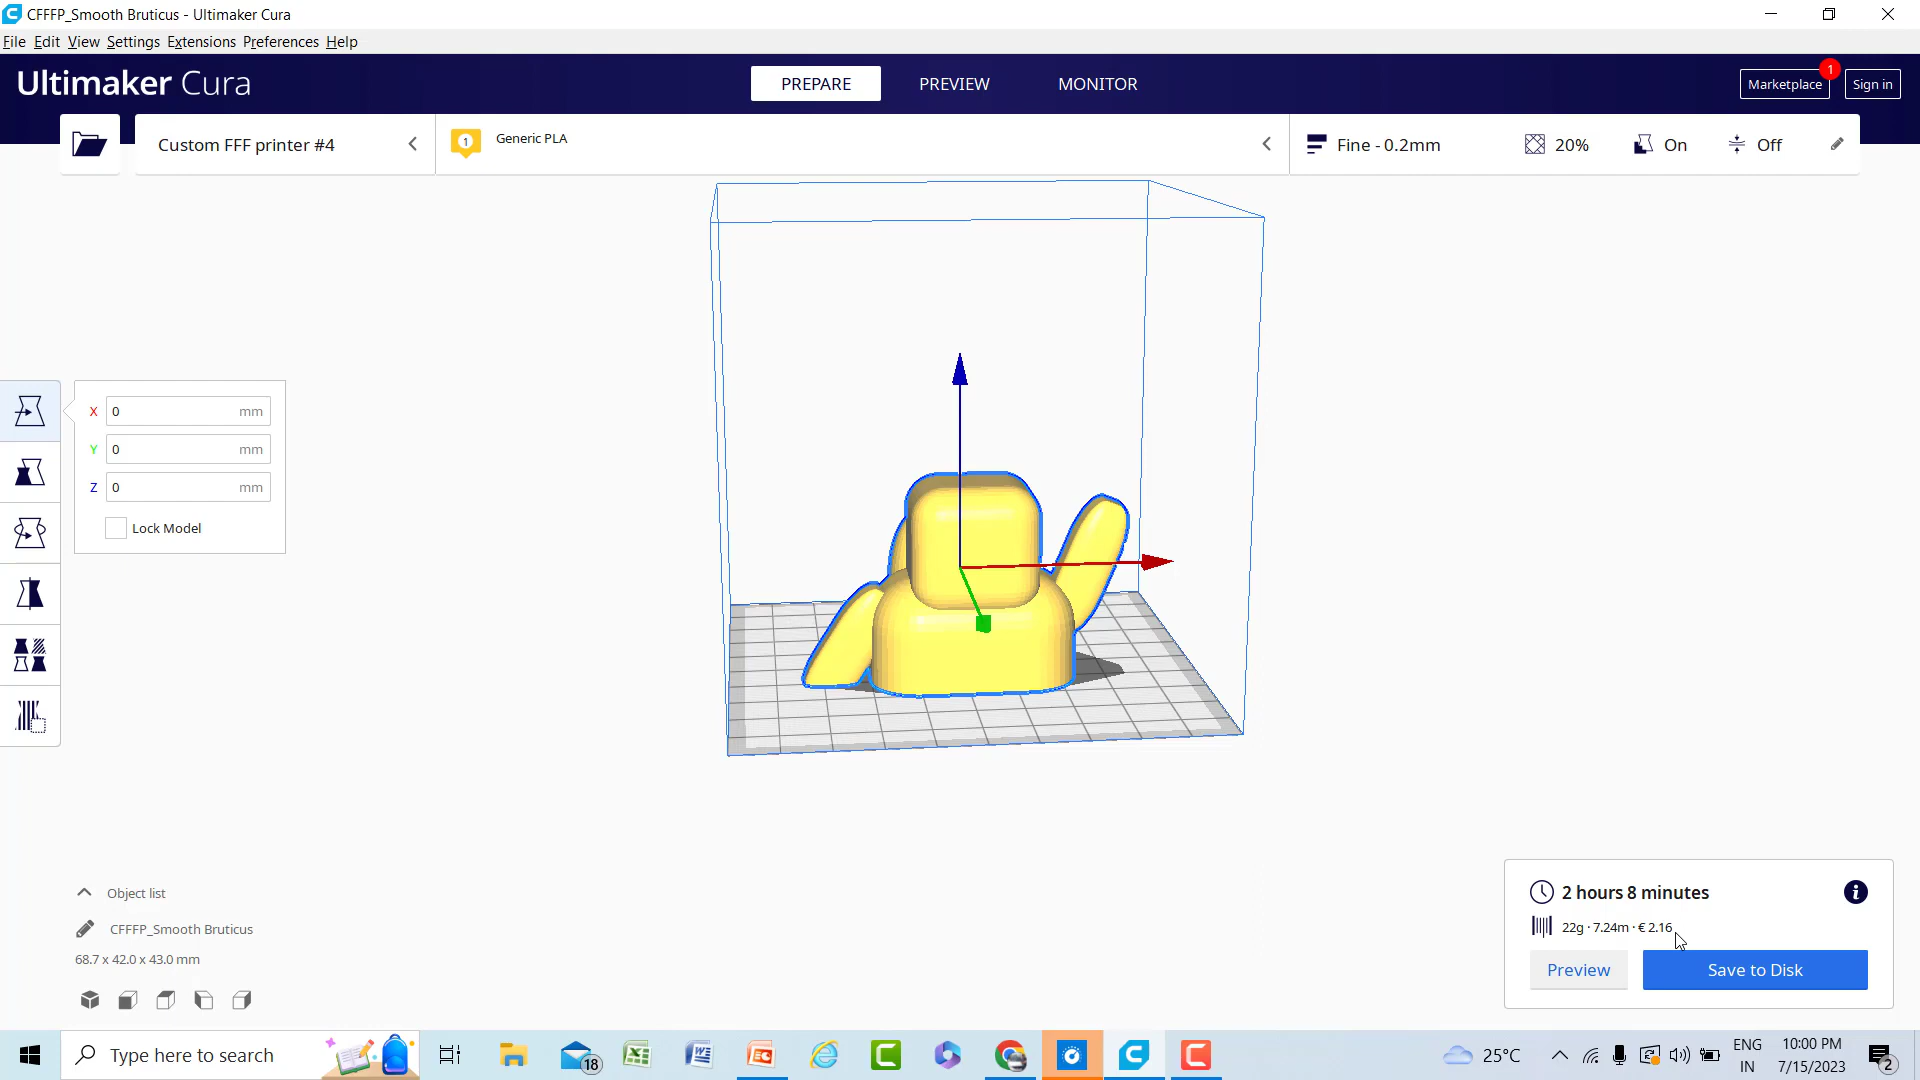 CFFFP_Smooth Bruticus - Ultimaker Cura
File Edit View Settings Extensions Preferences Help
Ultimaker Cura
PREPARE
PREVIEW
MONITOR
Marketplace
1
Sign in
Custom FFF printer #4
1
Generic PLA
Fine - 0.2mm
20%
On
Off
X 0 mm
Y 0 mm
Z 0 mm
Lock Model
Object list
CFFFP_Smooth Bruticus
68.7 x 42.0 x 43.0 mm
2 hours 8 minutes
22g · 7.24m · € 2.16
Preview
Save to Disk
Type here to search
18
25°C
ENG
IN
10:00 PM
7/15/2023
2